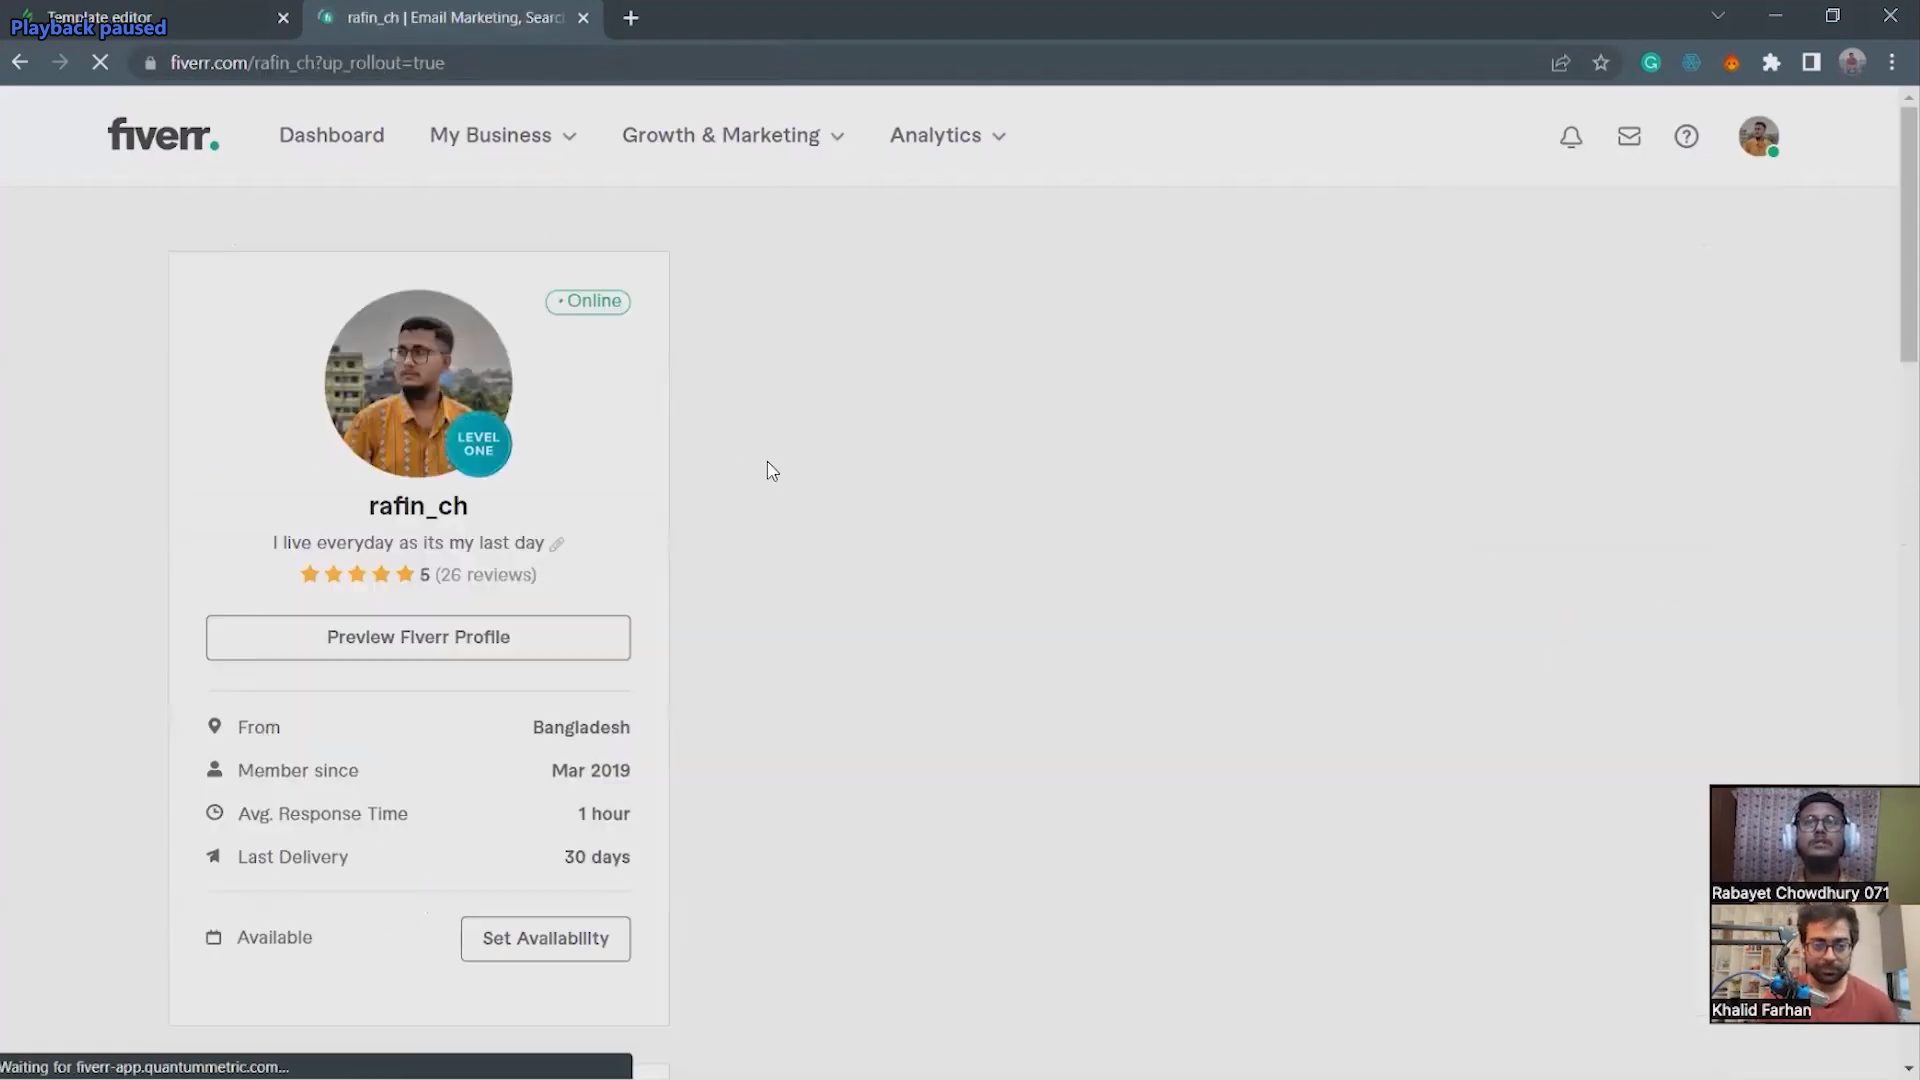 Template editor
Playback paused
rafin_ch | Email Marketing, Searc
fiverr.com/rafin_ch?up_rollout=true
fiverr.
Dashboard
My Business
Growth & Marketing
Analytics
Online
LEVEL
ONE
rafin_ch
I live everyday as its my last day
5 (26 reviews)
Preview Fiverr Profile
From Bangladesh
Member since Mar 2019
Avg. Response Time 1 hour
Last Delivery 30 days
Available
Set Availability
Rabayet Chowdhury 071
Khalid Farhan
Waiting for fiverr-app.quantummetric.com...